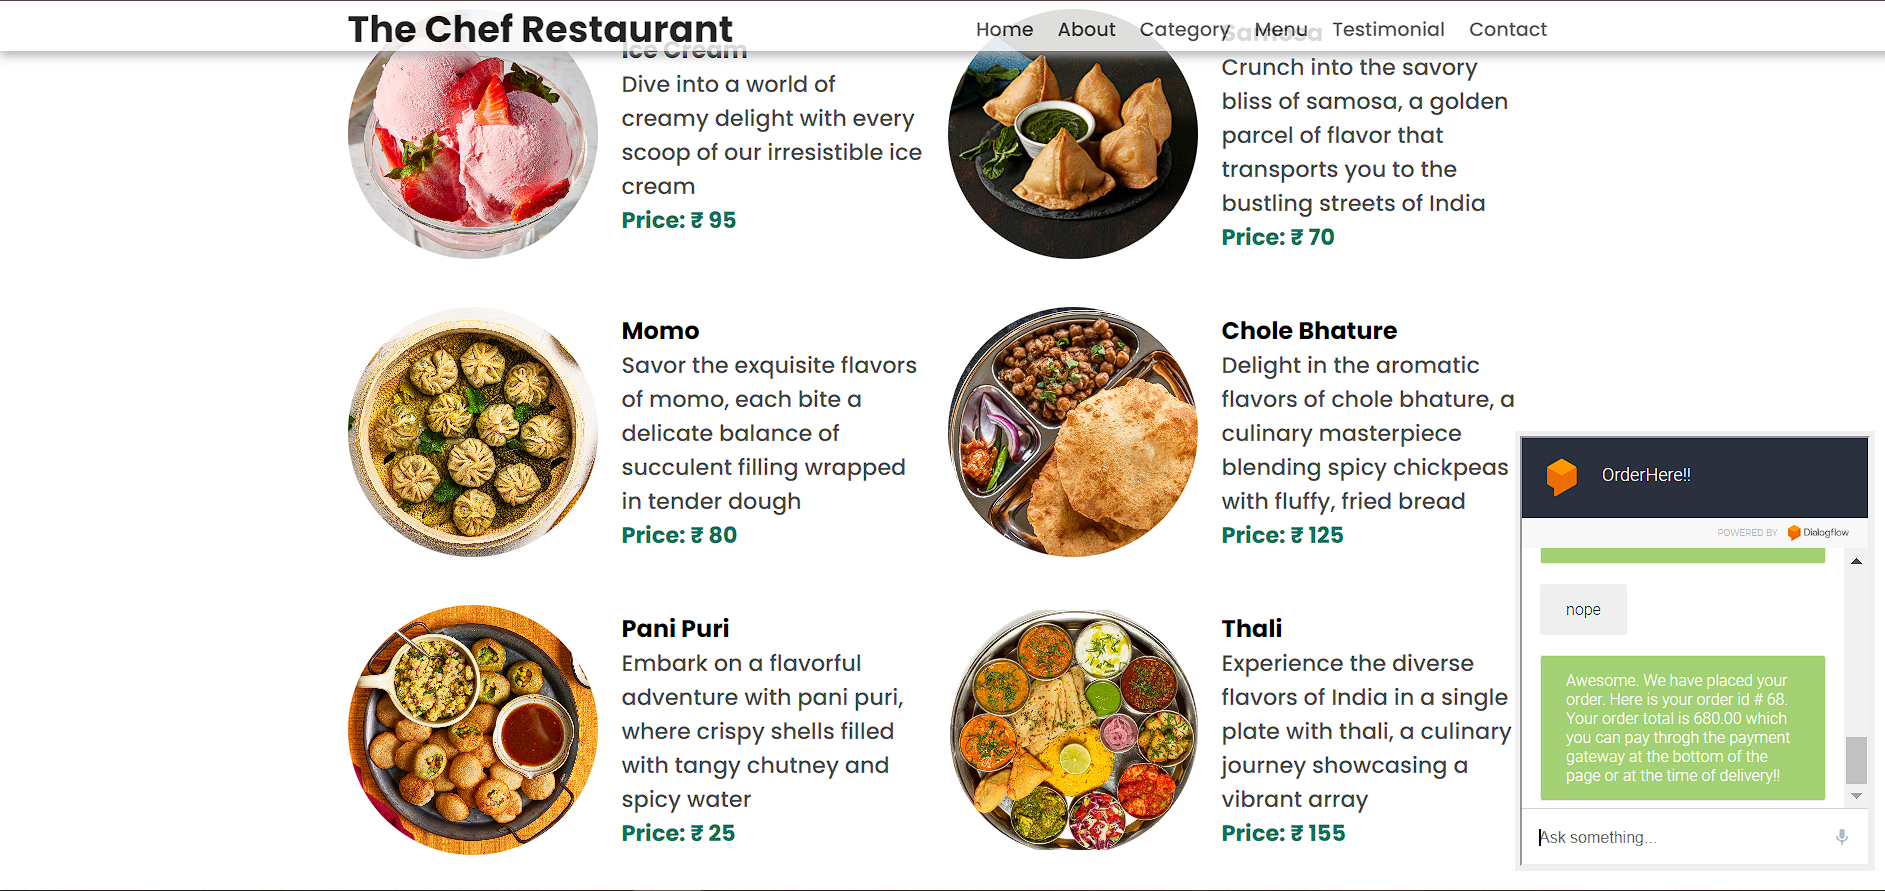 The Chef Restaurant
Home
About
Category
Menu
Testimonial
Contact
Ice Cream
Dive into a world of
creamy delight with every
scoop of our irresistible ice
cream
Price: ₹ 95
Samosa
Crunch into the savory
bliss of samosa, a golden
parcel of flavor that
transports you to the
bustling streets of India
Price: ₹ 70
Momo
Savor the exquisite flavors
of momo, each bite a
delicate balance of
succulent filling wrapped
in tender dough
Price: ₹ 80
Chole Bhature
Delight in the aromatic
flavors of chole bhature, a
culinary masterpiece
blending spicy chickpeas
with fluffy, fried bread
Price: ₹ 125
Pani Puri
Embark on a flavorful
adventure with pani puri,
where crispy shells filled
with tangy chutney and
spicy water
Price: ₹ 25
Thali
Experience the diverse
flavors of India in a single
plate with thali, a culinary
journey showcasing a
vibrant array
Price: ₹ 155
OrderHere!!
POWERED BY Dialogflow
nope
Awesome. We have placed your
order. Here is your order id # 68.
Your order total is 680.00 which
you can pay throgh the payment
gateway at the bottom of the
page or at the time of delivery!!
Ask something...